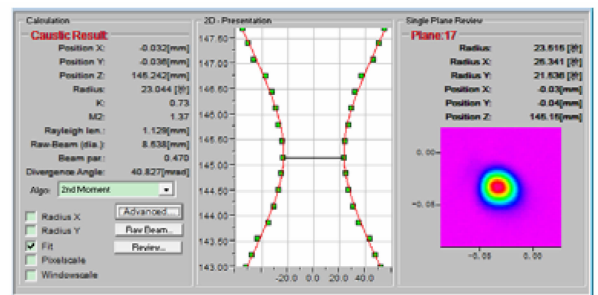 Calculation
Caustic Result:
Position X: -0.032[mm]
Position Y: -0.036[mm]
Position Z: 145.242[mm]
Radius: 23.044
K: 0.73
M2: 1.37
Rayleigh len.: 1.129[mm]
Raw-Beam (dia.): 8.538[mm]
Beam par.: 0.470
Divergence Angle: 40.827[mrad]
Algo: 2nd Moment
Radius X
Advanced...
Radius Y
Raw Beam...
Fit
Review...
Pixelscale
Windowscale
2D - Presentation
147.50
147.00
146.50
146.00
145.50
145.00
144.50
144.00
143.50
143.00
-20.0 0.0 20.0 40.0
Single Plane Review
Plane:17
Radius: 23.515
Radius X: 25.341
Radius Y: 21.536
Position X: -0.03[mm]
Position Y: -0.04[mm]
Position Z: 145.15[mm]
0.00
-0.05
-0.05 0.00